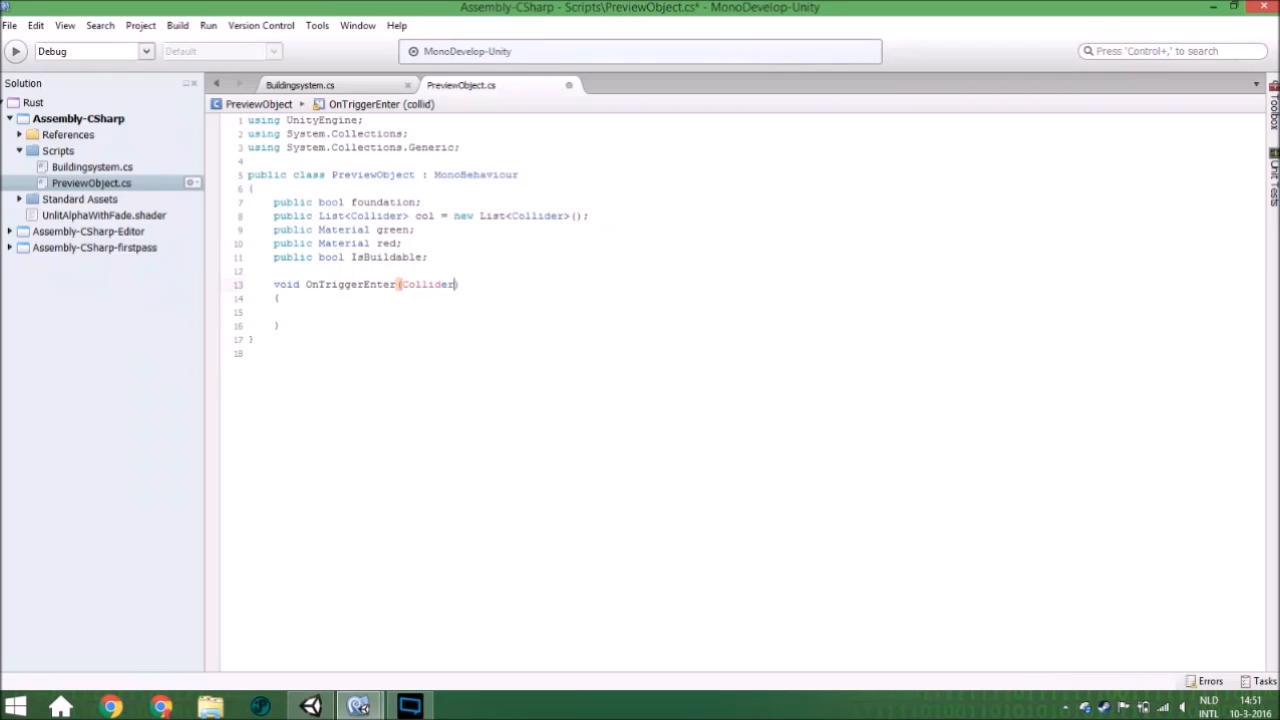 Assembly-CSharp - Scripts\PreviewObject.cs* - MonoDevelop-Unity
File Edit View Search Project Build Run Version Control Tools Window Help
Debug Default MonoDevelop-Unity Press 'Control+,' to search
Solution Buildingsystem.cs PreviewObject.cs
PreviewObject OnTriggerEnter (collid)
Rust
Assembly-CSharp
References
Scripts
Buildingsystem.cs
PreviewObject.cs
Standard Assets
UnlitAlphaWithFade.shader
Assembly-CSharp-Editor
Assembly-CSharp-firstpass
1 using UnityEngine;
2 using System.Collections;
3 using System.Collections.Generic;
4
5 public class PreviewObject : MonoBehaviour
6 {
7 public bool foundation;
8 public List<Collider> col = new List<Collider>();
9 public Material green;
10 public Material red;
11 public bool IsBuildable;
12
13 void OnTriggerEnter(Collider)
14 {
15
16 }
17 }
18
Toolbox
Unit Tests
Errors Tasks
NLD 14:51
INTL 10-3-2016